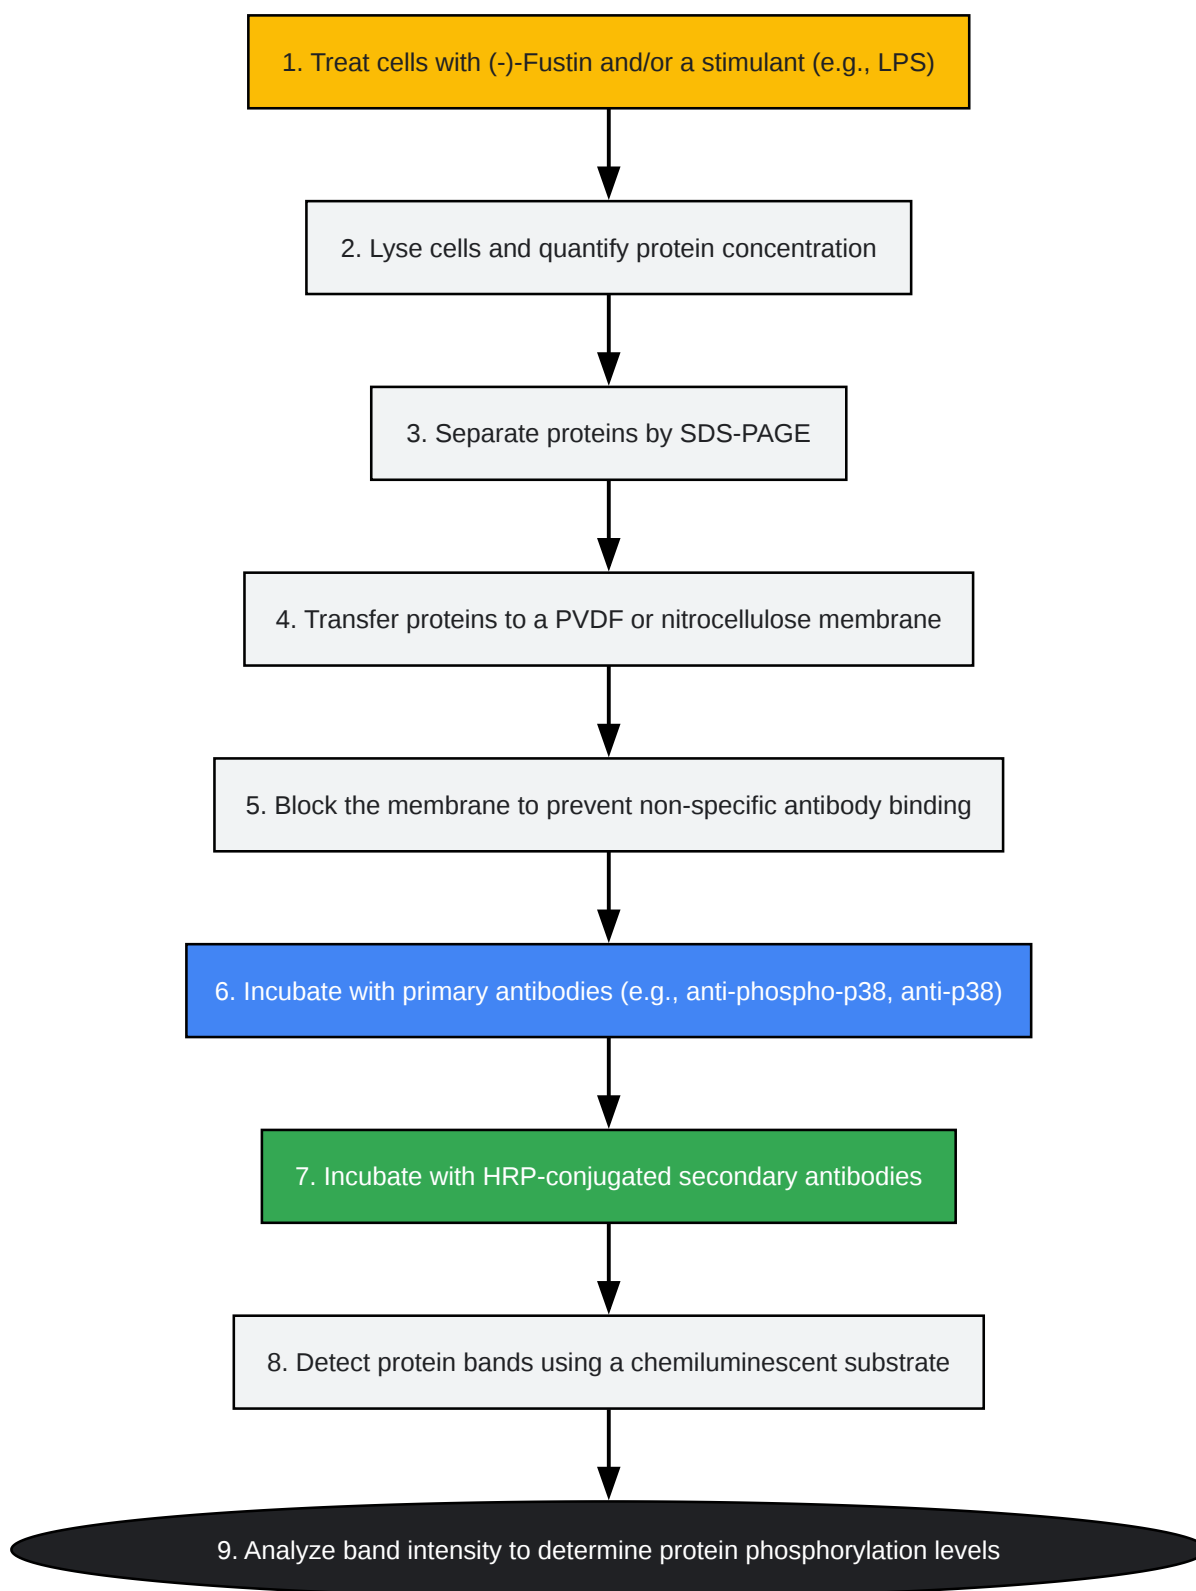 1. Treat cells with (-)-Fustin and/or a stimulant (e.g., LPS)
2. Lyse cells and quantify protein concentration
3. Separate proteins by SDS-PAGE
4. Transfer proteins to a PVDF or nitrocellulose membrane
5. Block the membrane to prevent non-specific antibody binding
6. Incubate with primary antibodies (e.g., anti-phospho-p38, anti-p38)
7. Incubate with HRP-conjugated secondary antibodies
8. Detect protein bands using a chemiluminescent substrate
9. Analyze band intensity to determine protein phosphorylation levels